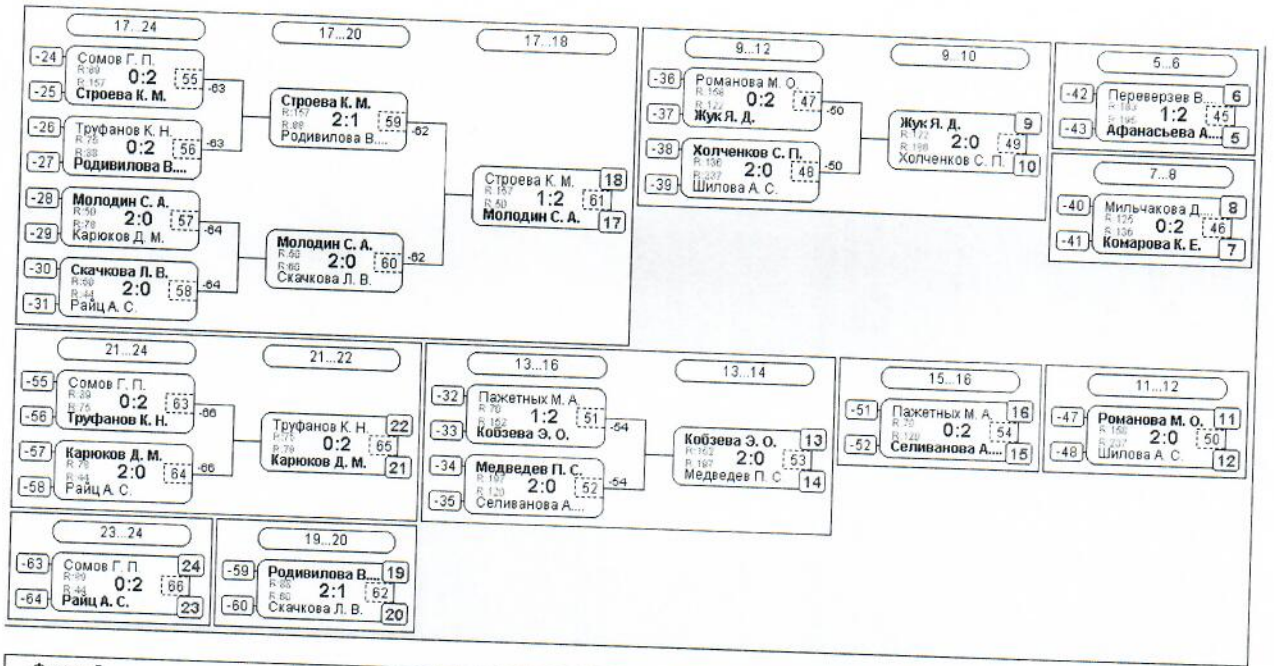 17...24
17...20
17...18
-24
Сомов Г. П.
R:89
0:2
55
-63
-25
R:157
Строева К. М.
-26
Труфанов К. Н.
R:75
0:2
56
-63
-27
R:88
Родивилова В....
-28
Молодин С. А.
R:50
2:0
57
-64
-29
R:78
Карюков Д. М.
-30
Скачкова Л. В.
R:60
2:0
58
-64
-31
R:44
Райц А. С.
Строева К. М.
R:157
2:1
59
-62
R:88
Родивилова В....
Молодин С. А.
R:50
2:0
60
-62
R:60
Скачкова Л. В.
Строева К. М.
18
R:157
1:2
61
R:50
Молодин С. А.
17
9...12
9...10
-36
Романова М. О.
R:158
0:2
47
-50
-37
R:122
Жук Я. Д.
-38
Холченков С. П.
R:136
2:0
48
-50
-39
R:237
Шилова А. С.
Жук Я. Д.
9
R:122
2:0
49
Холченков С. П.
10
5...6
-42
Переверзев В...
6
R:183
1:2
45
-43
R:195
Афанасьева А....
5
7...8
-40
Мильчакова Д...
8
R:125
0:2
46
-41
R:136
Комарова К. Е.
7
21...24
21...22
-55
Сомов Г. П.
R:89
0:2
63
-66
-56
R:75
Труфанов К. Н.
-57
Карюков Д. М.
R:78
2:0
64
-66
-58
R:44
Райц А. С.
Труфанов К. Н.
22
R:75
0:2
65
R:78
Карюков Д. М.
21
13...16
13...14
-32
Пажетных М. А.
R:70
1:2
51
-54
-33
R:162
Кобзева Э. О.
-34
Медведев П. С.
R:197
2:0
52
-54
-35
R:120
Селиванова А....
Кобзева Э. О.
13
R:162
2:0
53
R:197
Медведев П. С
14
15...16
-51
Пажетных М. А.
16
R:70
0:2
54
-52
R:120
Селиванова А....
15
11...12
-47
Романова М. О.
11
R:158
2:0
50
-48
R:237
Шилова А. С.
12
23...24
-63
Сомов Г. П
24
R:89
0:2
66
-64
R:44
Райц А. С.
23
19...20
-59
Родивилова В....
19
R:88
2:1
62
-60
R:60
Скачкова Л. В.
20